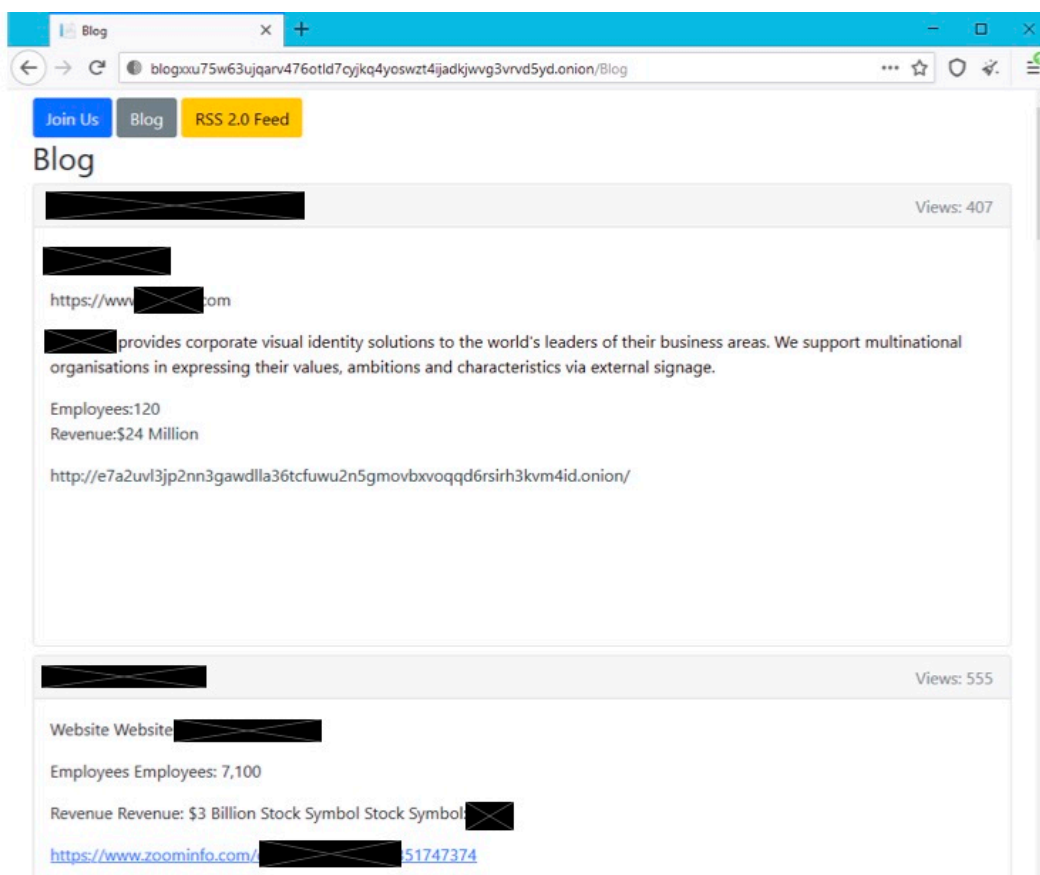 Blog
blogxxu75w63ujqarv476otld7cyjkq4yoswzt4ijadkjwvg3vrvd5yd.onion/Blog
Join Us Blog RSS 2.0 Feed
Blog
Views: 407
https://www. .com
provides corporate visual identity solutions to the world's leaders of their business areas. We support multinational
organisations in expressing their values, ambitions and characteristics via external signage.
Employees:120
Revenue:$24 Million
http://e7a2uvl3jp2nn3gawdlla36tcfuwu2n5gmovbxvoqqd6rsirh3kvm4id.onion/
Views: 555
Website Website
Employees Employees: 7,100
Revenue Revenue: $3 Billion Stock Symbol Stock Symbol:
https://www.zoominfo.com/ 351747374